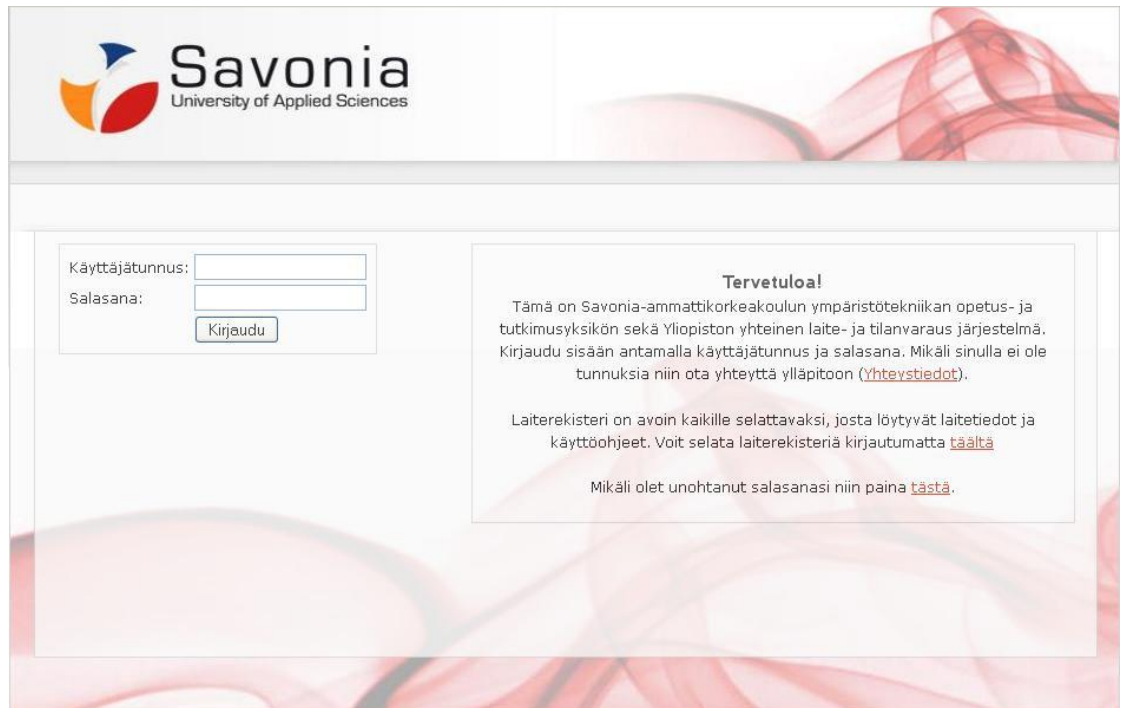 Savonia
University of Applied Sciences
Käyttäjätunnus:
Salasana:
Kirjaudu
Tervetuloa!
Tämä on Savonia-ammattikorkeakoulun ympäristötekniikan opetus- ja
tutkimusyksikön sekä Yliopiston yhteinen laite- ja tilanvaraus järjestelmä.
Kirjaudu sisään antamalla käyttäjätunnus ja salasana. Mikäli sinulla ei ole
tunnuksia niin ota yhteyttä ylläpitoon (Yhteystiedot).
Laiterekisteri on avoin kaikille selattavaksi, josta löytyvät laitetiedot ja
käyttöohjeet. Voit selata laiterekisteriä kirjautumatta täältä
Mikäli olet unohtanut salasanasi niin paina tästä.